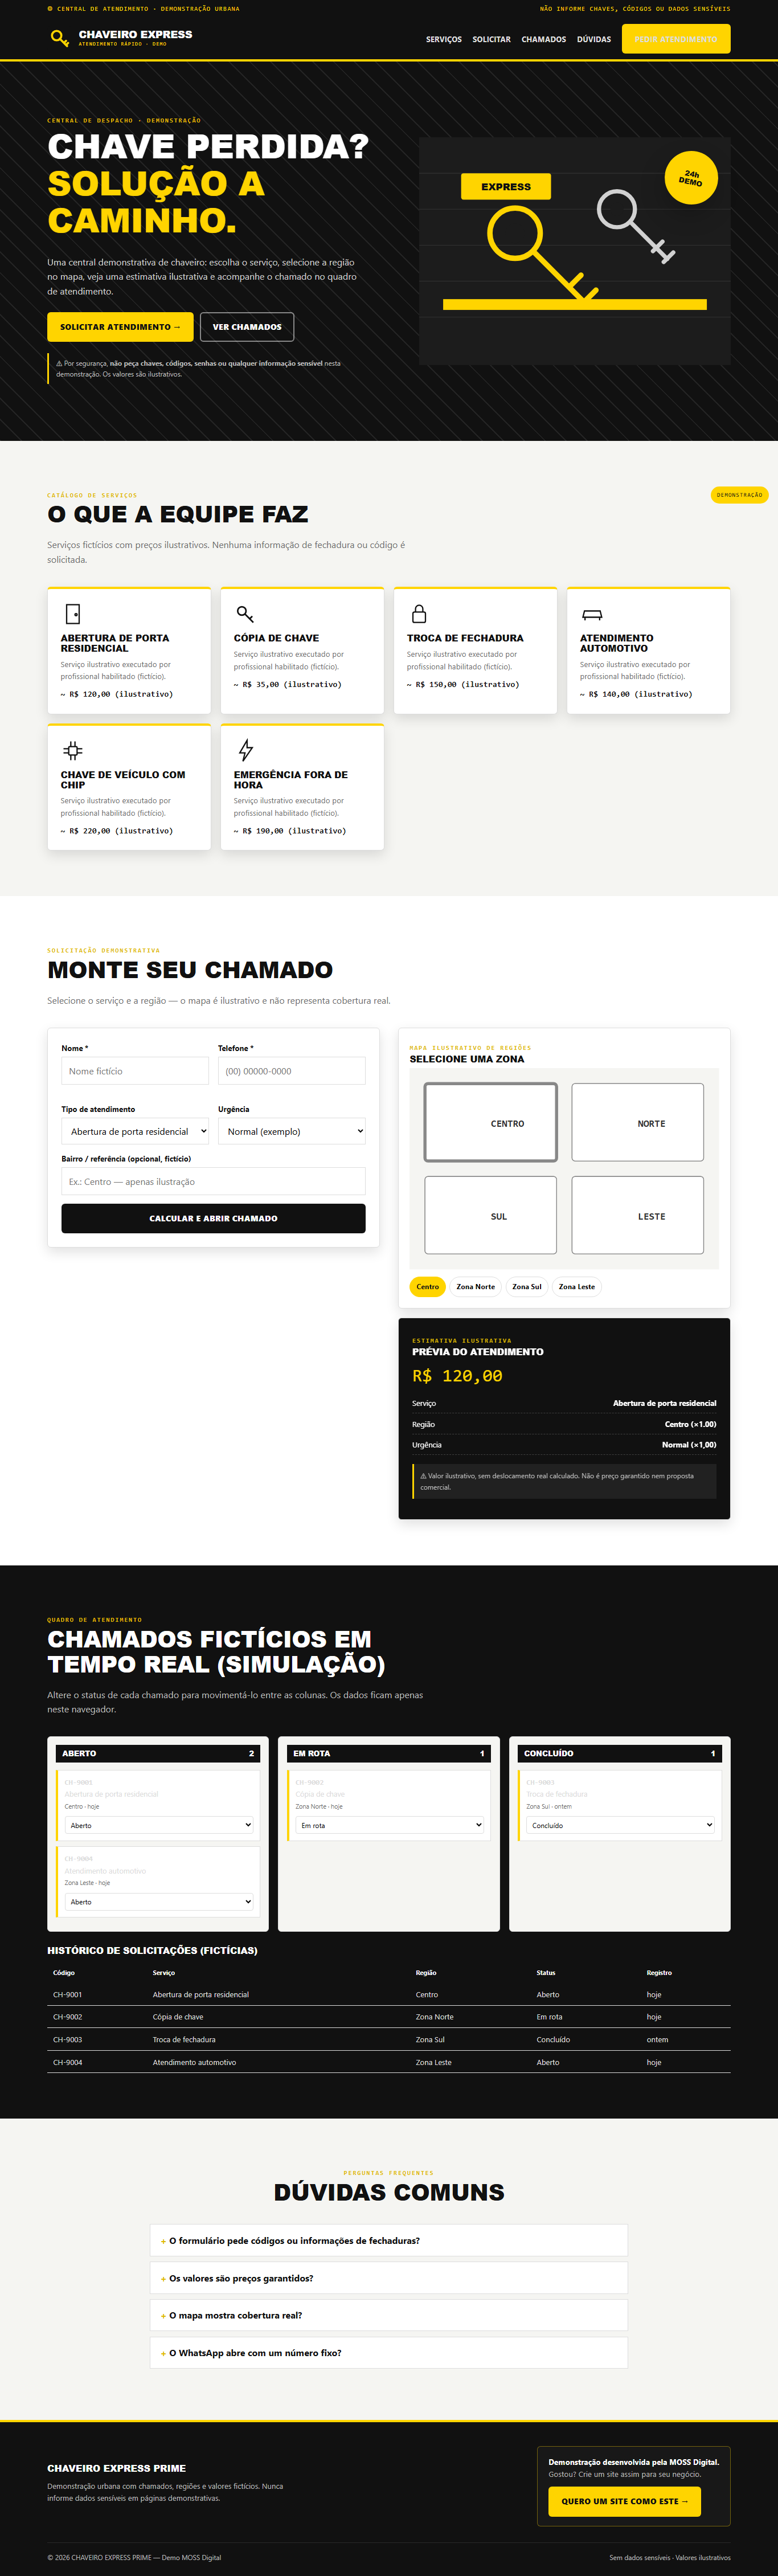 ⚙ CENTRAL DE ATENDIMENTO · DEMONSTRAÇÃO URBANA
NÃO INFORME CHAVES, CÓDIGOS OU DADOS SENSÍVEIS
CHAVEIRO EXPRESS
ATENDIMENTO RÁPIDO · DEMO
SERVIÇOS
SOLICITAR
CHAMADOS
DÚVIDAS
PEDIR ATENDIMENTO
CENTRAL DE DESPACHO · DEMONSTRAÇÃO
CHAVE PERDIDA?
SOLUÇÃO A
CAMINHO.
Uma central demonstrativa de chaveiro: escolha o serviço, selecione a região
no mapa, veja uma estimativa ilustrativa e acompanhe o chamado no quadro
de atendimento.
SOLICITAR ATENDIMENTO →
VER CHAMADOS
⚠ Por segurança, não peça chaves, códigos, senhas ou qualquer informação sensível nesta
demonstração. Os valores são ilustrativos.
EXPRESS
24h
DEMO
CATÁLOGO DE SERVIÇOS
O QUE A EQUIPE FAZ
Serviços fictícios com preços ilustrativos. Nenhuma informação de fechadura ou código é
solicitada.
DEMONSTRAÇÃO
ABERTURA DE PORTA
RESIDENCIAL
Serviço ilustrativo executado por
profissional habilitado (fictício).
~ R$ 120,00 (ilustrativo)
CÓPIA DE CHAVE
Serviço ilustrativo executado por
profissional habilitado (fictício).
~ R$ 35,00 (ilustrativo)
TROCA DE FECHADURA
Serviço ilustrativo executado por
profissional habilitado (fictício).
~ R$ 150,00 (ilustrativo)
ATENDIMENTO
AUTOMOTIVO
Serviço ilustrativo executado por
profissional habilitado (fictício).
~ R$ 140,00 (ilustrativo)
CHAVE DE VEÍCULO COM
CHIP
Serviço ilustrativo executado por
profissional habilitado (fictício).
~ R$ 220,00 (ilustrativo)
EMERGÊNCIA FORA DE
HORA
Serviço ilustrativo executado por
profissional habilitado (fictício).
~ R$ 190,00 (ilustrativo)
SOLICITAÇÃO DEMONSTRATIVA
MONTE SEU CHAMADO
Selecione o serviço e a região — o mapa é ilustrativo e não representa cobertura real.
Nome *
Nome fictício
Telefone *
(00) 00000-0000
Tipo de atendimento
Abertura de porta residencial
Urgência
Normal (exemplo)
Bairro / referência (opcional, fictício)
Ex.: Centro — apenas ilustração
CALCULAR E ABRIR CHAMADO
MAPA ILUSTRATIVO DE REGIÕES
SELECIONE UMA ZONA
CENTRO
NORTE
SUL
LESTE
Centro
Zona Norte
Zona Sul
Zona Leste
ESTIMATIVA ILUSTRATIVA
PRÉVIA DO ATENDIMENTO
R$ 120,00
Serviço
Abertura de porta residencial
Região
Centro (×1.00)
Urgência
Normal (×1,00)
⚠ Valor ilustrativo, sem deslocamento real calculado. Não é preço garantido nem proposta
comercial.
QUADRO DE ATENDIMENTO
CHAMADOS FICTÍCIOS EM
TEMPO REAL (SIMULAÇÃO)
Altere o status de cada chamado para movimentá-lo entre as colunas. Os dados ficam apenas
neste navegador.
ABERTO 2
CH-9001
Abertura de porta residencial
Centro · hoje
Aberto
CH-9004
Atendimento automotivo
Zona Leste · hoje
Aberto
EM ROTA 1
CH-9002
Cópia de chave
Zona Norte · hoje
Em rota
CONCLUÍDO 1
CH-9003
Troca de fechadura
Zona Sul · ontem
Concluído
HISTÓRICO DE SOLICITAÇÕES (FICTÍCIAS)
Código Serviço Região Status Registro
CH-9001 Abertura de porta residencial Centro Aberto hoje
CH-9002 Cópia de chave Zona Norte Em rota hoje
CH-9003 Troca de fechadura Zona Sul Concluído ontem
CH-9004 Atendimento automotivo Zona Leste Aberto hoje
PERGUNTAS FREQUENTES
DÚVIDAS COMUNS
+ O formulário pede códigos ou informações de fechaduras?
+ Os valores são preços garantidos?
+ O mapa mostra cobertura real?
+ O WhatsApp abre com um número fixo?
CHAVEIRO EXPRESS PRIME
Demonstração urbana com chamados, regiões e valores fictícios. Nunca
informe dados sensíveis em páginas demonstrativas.
Demonstração desenvolvida pela MOSS Digital.
Gostou? Crie um site assim para seu negócio.
QUERO UM SITE COMO ESTE →
© 2026 CHAVEIRO EXPRESS PRIME — Demo MOSS Digital
Sem dados sensíveis · Valores ilustrativos